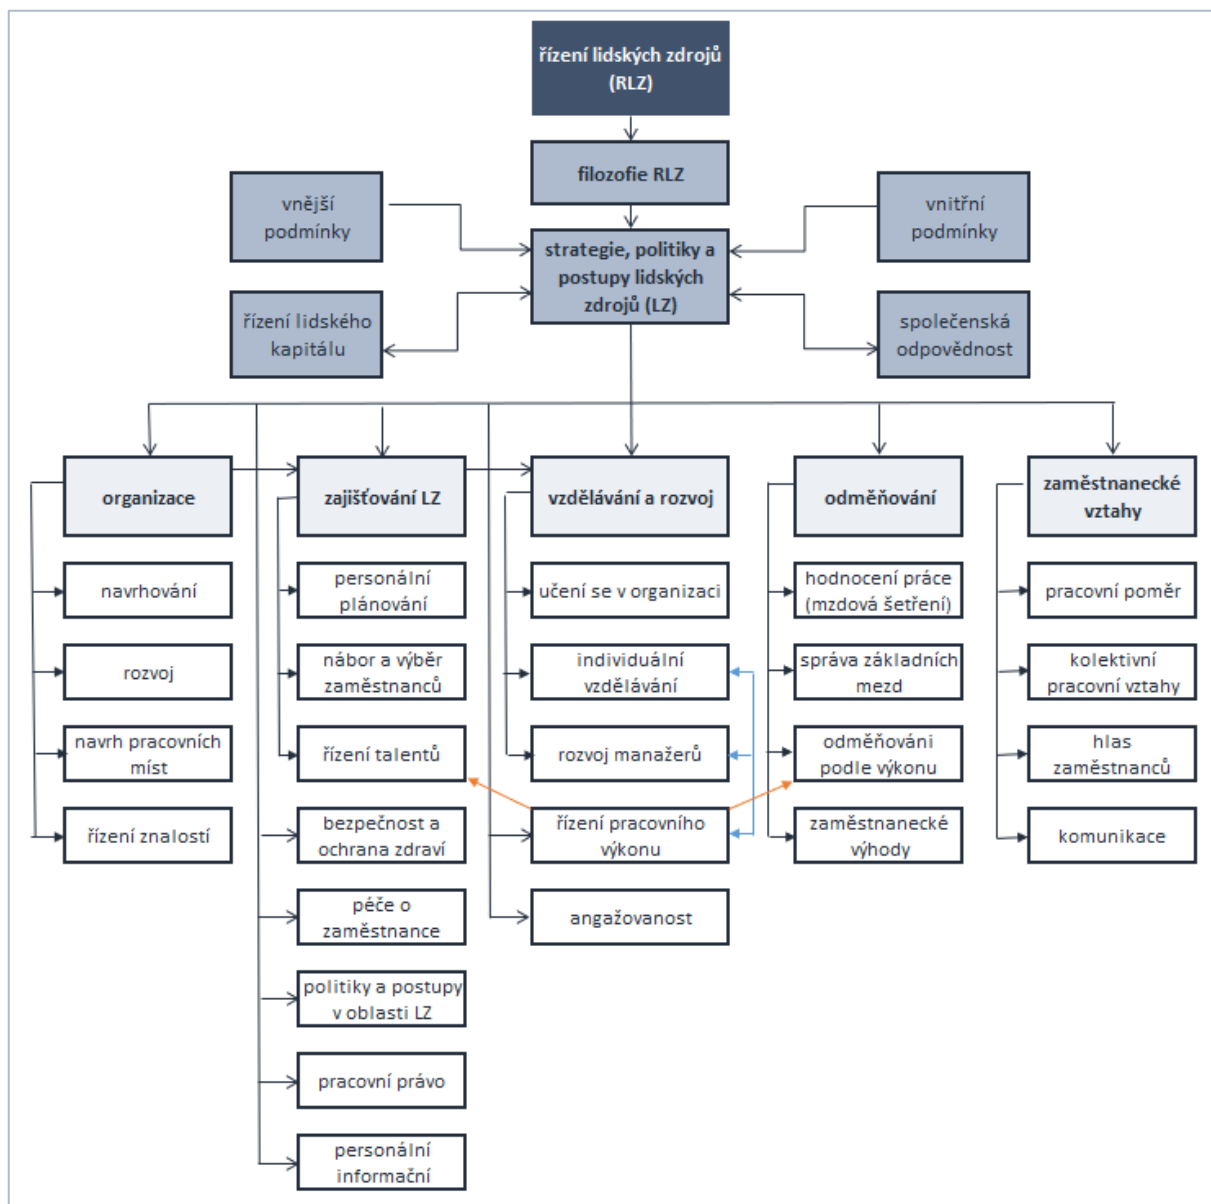 řízení lidských zdrojů
(RLZ)
filozofie RLZ
vnější
podmínky
vnitřní
podmínky
strategie, politiky a
postupy lidských
zdrojů (LZ)
řízení lidského
kapitálu
společenská
odpovědnost
organizace
zajišťování LZ
vzdělávání a rozvoj
odměňování
zaměstnanecké
vztahy
navrhování
personální
plánování
učení se v organizaci
hodnocení práce
(mzdová šetření)
pracovní poměr
rozvoj
nábor a výběr
zaměstnanců
individuální
vzdělávání
správa základních
mezd
kolektivní
pracovní vztahy
navrh pracovních
míst
řízení talentů
rozvoj manažerů
odměňováni
podle výkonu
hlas
zaměstnanců
řízení znalostí
bezpečnost a
ochrana zdraví
řízení pracovního
výkonu
zaměstnanecké
výhody
komunikace
péče o
zaměstnance
angažovanost
politiky a postupy
v oblasti LZ
pracovní právo
personální
informační